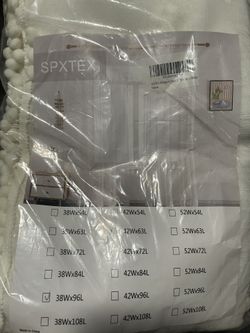 SPXTEX
38Wx54L 42Wx54L 52Wx54L
38Wx63L 42Wx63L 52Wx63L
38Wx72L 42Wx72L 52Wx72L
38Wx84L 42Wx84L 52Wx84L
38Wx96L 42Wx96L 52Wx96L
38Wx108L 42Wx108L 52Wx108L